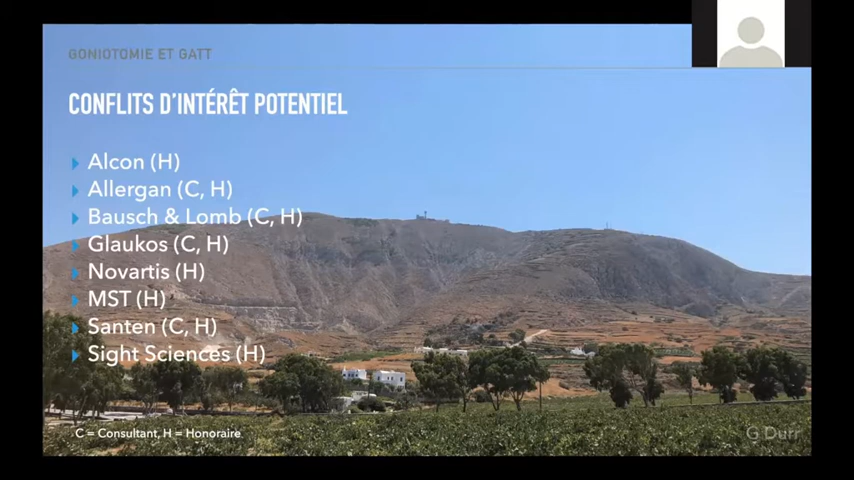 GONIOTOMIE ET GATT
CONFLITS D'INTÉRÊT POTENTIEL
Alcon (H)
Allergan (C, H)
Bausch & Lomb (C, H)
Glaukos (C, H)
Novartis (H)
MST (H)
Santen (C, H)
Sight Sciences (H)
C = Consultant, H = Honoraire
G Durr